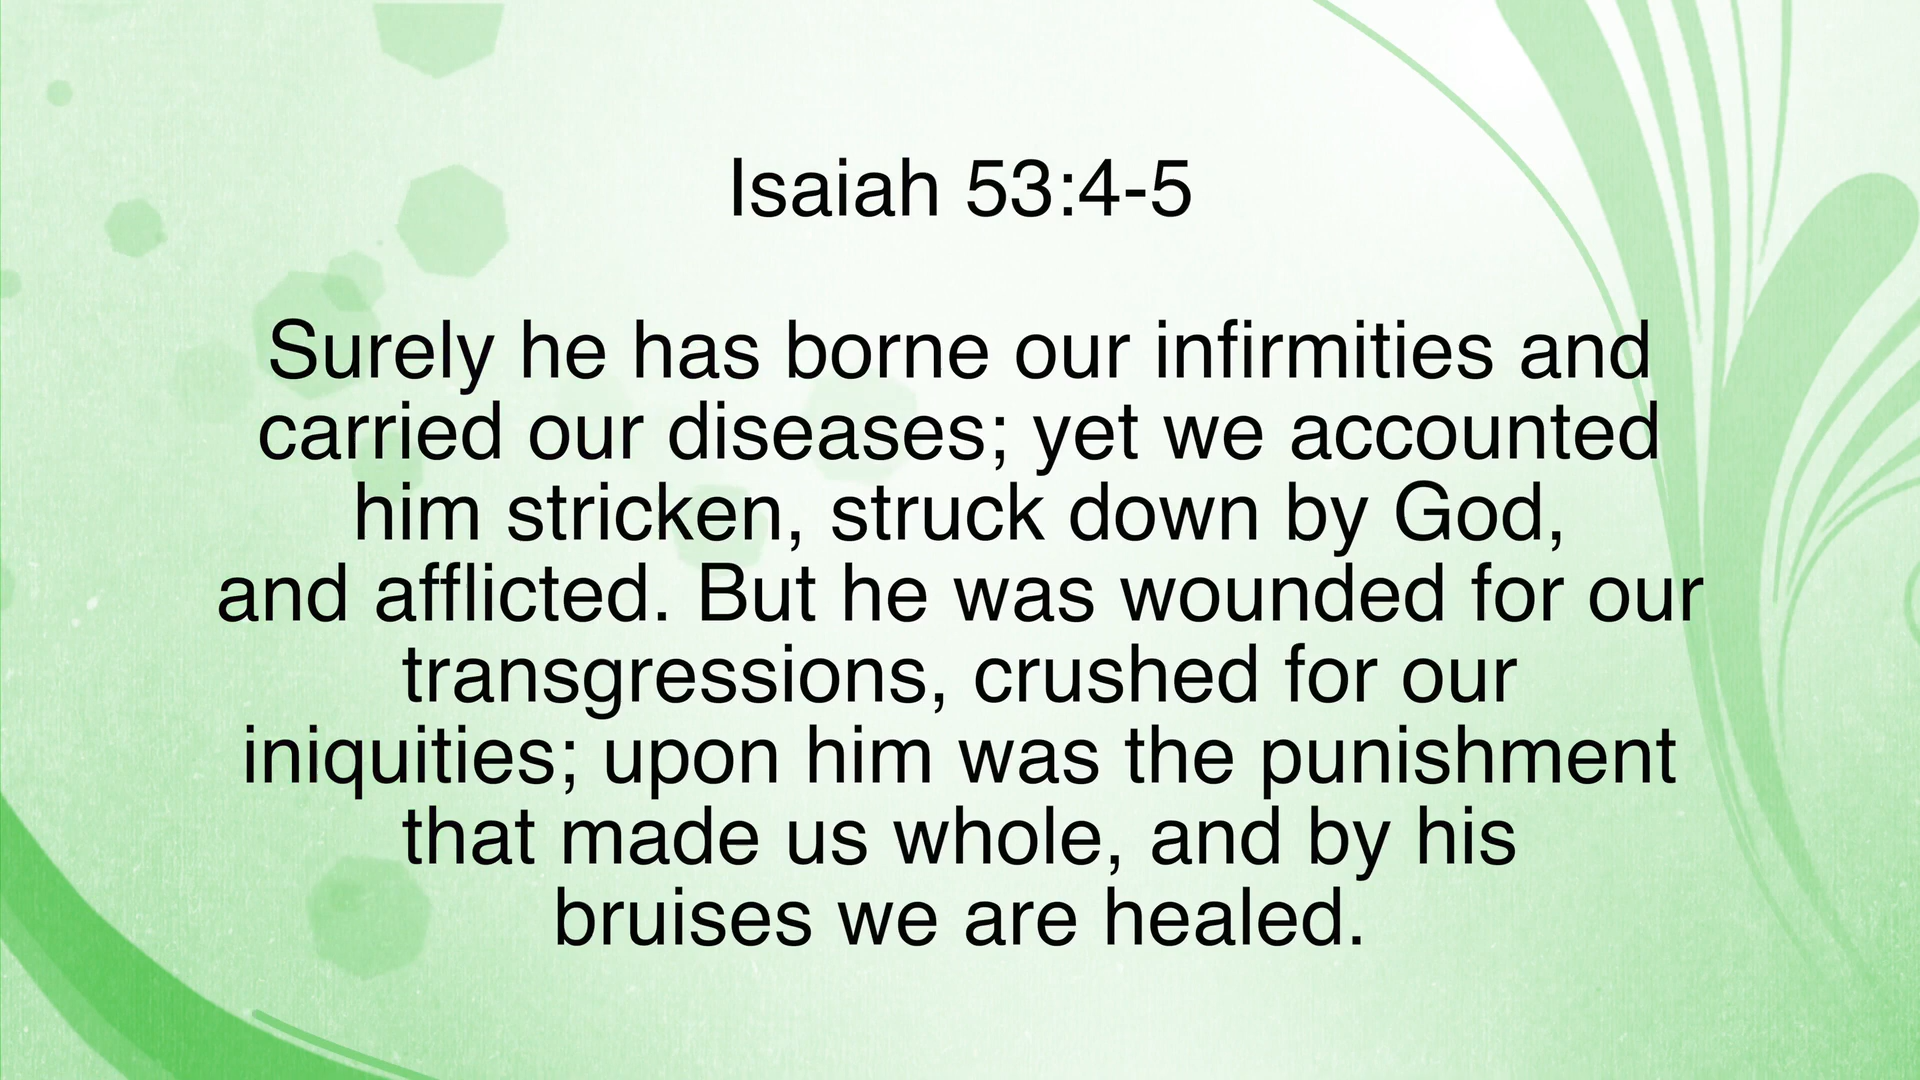 Isaiah 53:4-5
Surely he has borne our infirmities and
carried our diseases; yet we accounted
him stricken, struck down by God,
and afflicted. But he was wounded for our
transgressions, crushed for our
iniquities; upon him was the punishment
that made us whole, and by his
bruises we are healed.